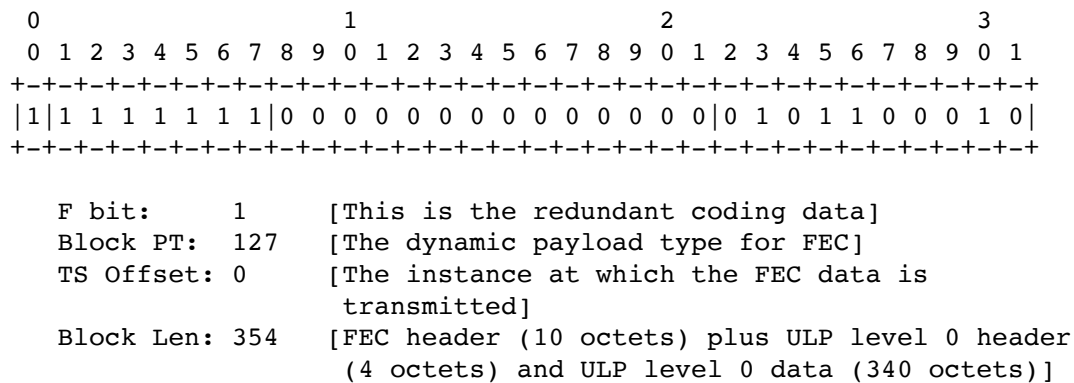 0                   1                   2                   3
 0 1 2 3 4 5 6 7 8 9 0 1 2 3 4 5 6 7 8 9 0 1 2 3 4 5 6 7 8 9 0 1
+-+-+-+-+-+-+-+-+-+-+-+-+-+-+-+-+-+-+-+-+-+-+-+-+-+-+-+-+-+-+-+-+
|1|1 1 1 1 1 1 1|0 0 0 0 0 0 0 0 0 0 0 0 0 0|0 1 0 1 1 0 0 0 1 0|
+-+-+-+-+-+-+-+-+-+-+-+-+-+-+-+-+-+-+-+-+-+-+-+-+-+-+-+-+-+-+-+-+
F bit:     1     [This is the redundant coding data]
Block PT:  127   [The dynamic payload type for FEC]
TS Offset: 0     [The instance at which the FEC data is
transmitted]
Block Len: 354   [FEC header (10 octets) plus ULP level 0 header
(4 octets) and ULP level 0 data (340 octets)]